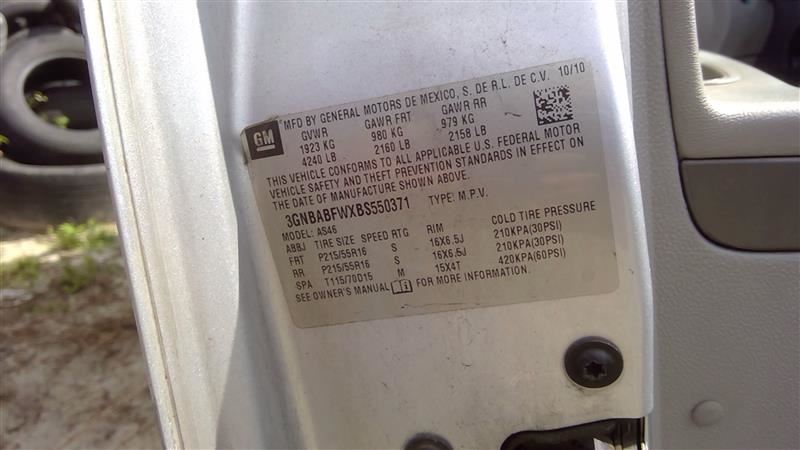 GM
MFD BY GENERAL MOTORS DE MEXICO, S. DE R.L. DE C.V. 10/10
GVWR GAWR FRT GAWR RR
1923 KG 980 KG 979 KG
4240 LB 2160 LB 2158 LB
THIS VEHICLE CONFORMS TO ALL APPLICABLE U.S. FEDERAL MOTOR
VEHICLE SAFETY AND THEFT PREVENTION STANDARDS IN EFFECT ON
THE DATE OF MANUFACTURE SHOWN ABOVE.
3GNBABFWXBS550371 TYPE: M.P.V.
MODEL: AS46
ABBJ TIRE SIZE SPEED RTG RIM COLD TIRE PRESSURE
FRT P215/55R16 S 16X6.5J 210KPA(30PSI)
RR P215/55R16 S 16X6.5J 210KPA(30PSI)
SPA T115/70D15 M 15X4T 420KPA(60PSI)
SEE OWNER'S MANUAL FOR MORE INFORMATION.